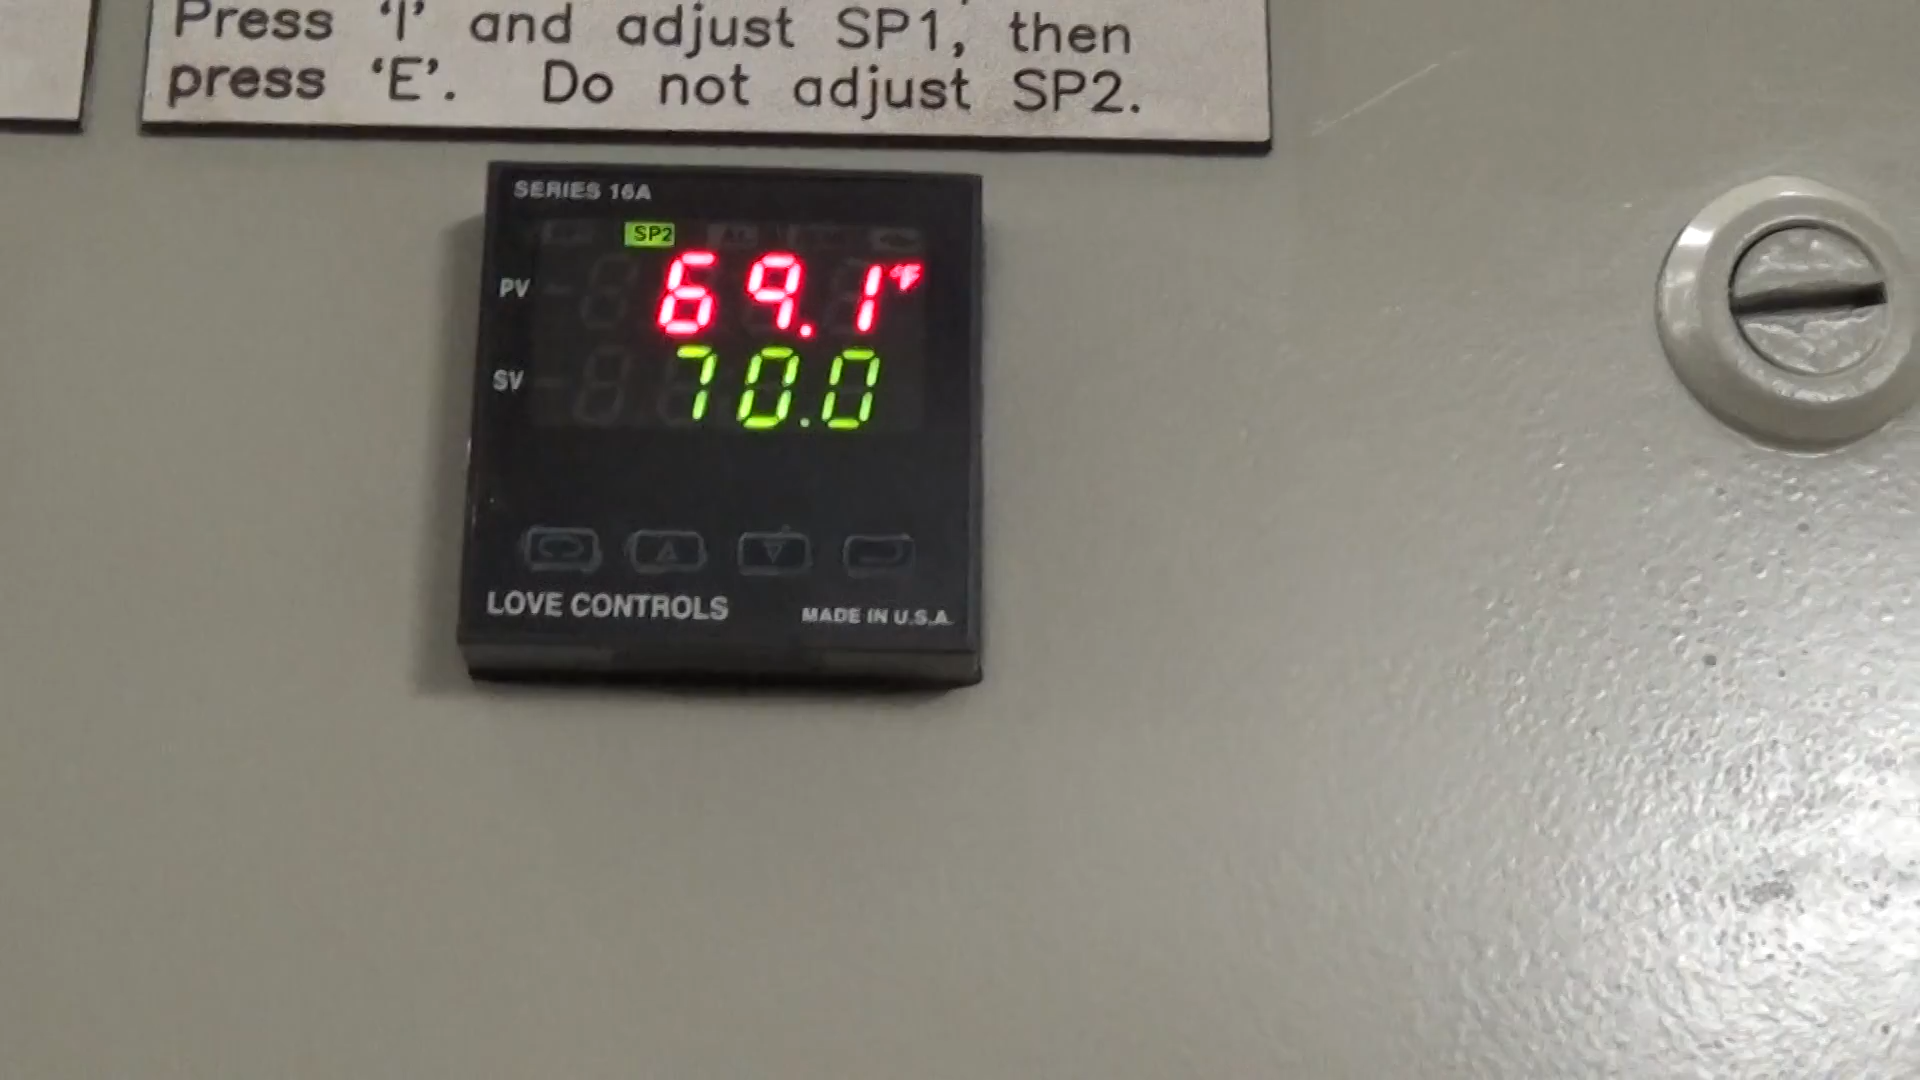 Press ‘I’ and adjust SP1, then
press ‘E’. Do not adjust SP2.
SERIES 16A
SP2
PV 69.1°F
SV 70.0
LOVE CONTROLS MADE IN U.S.A.